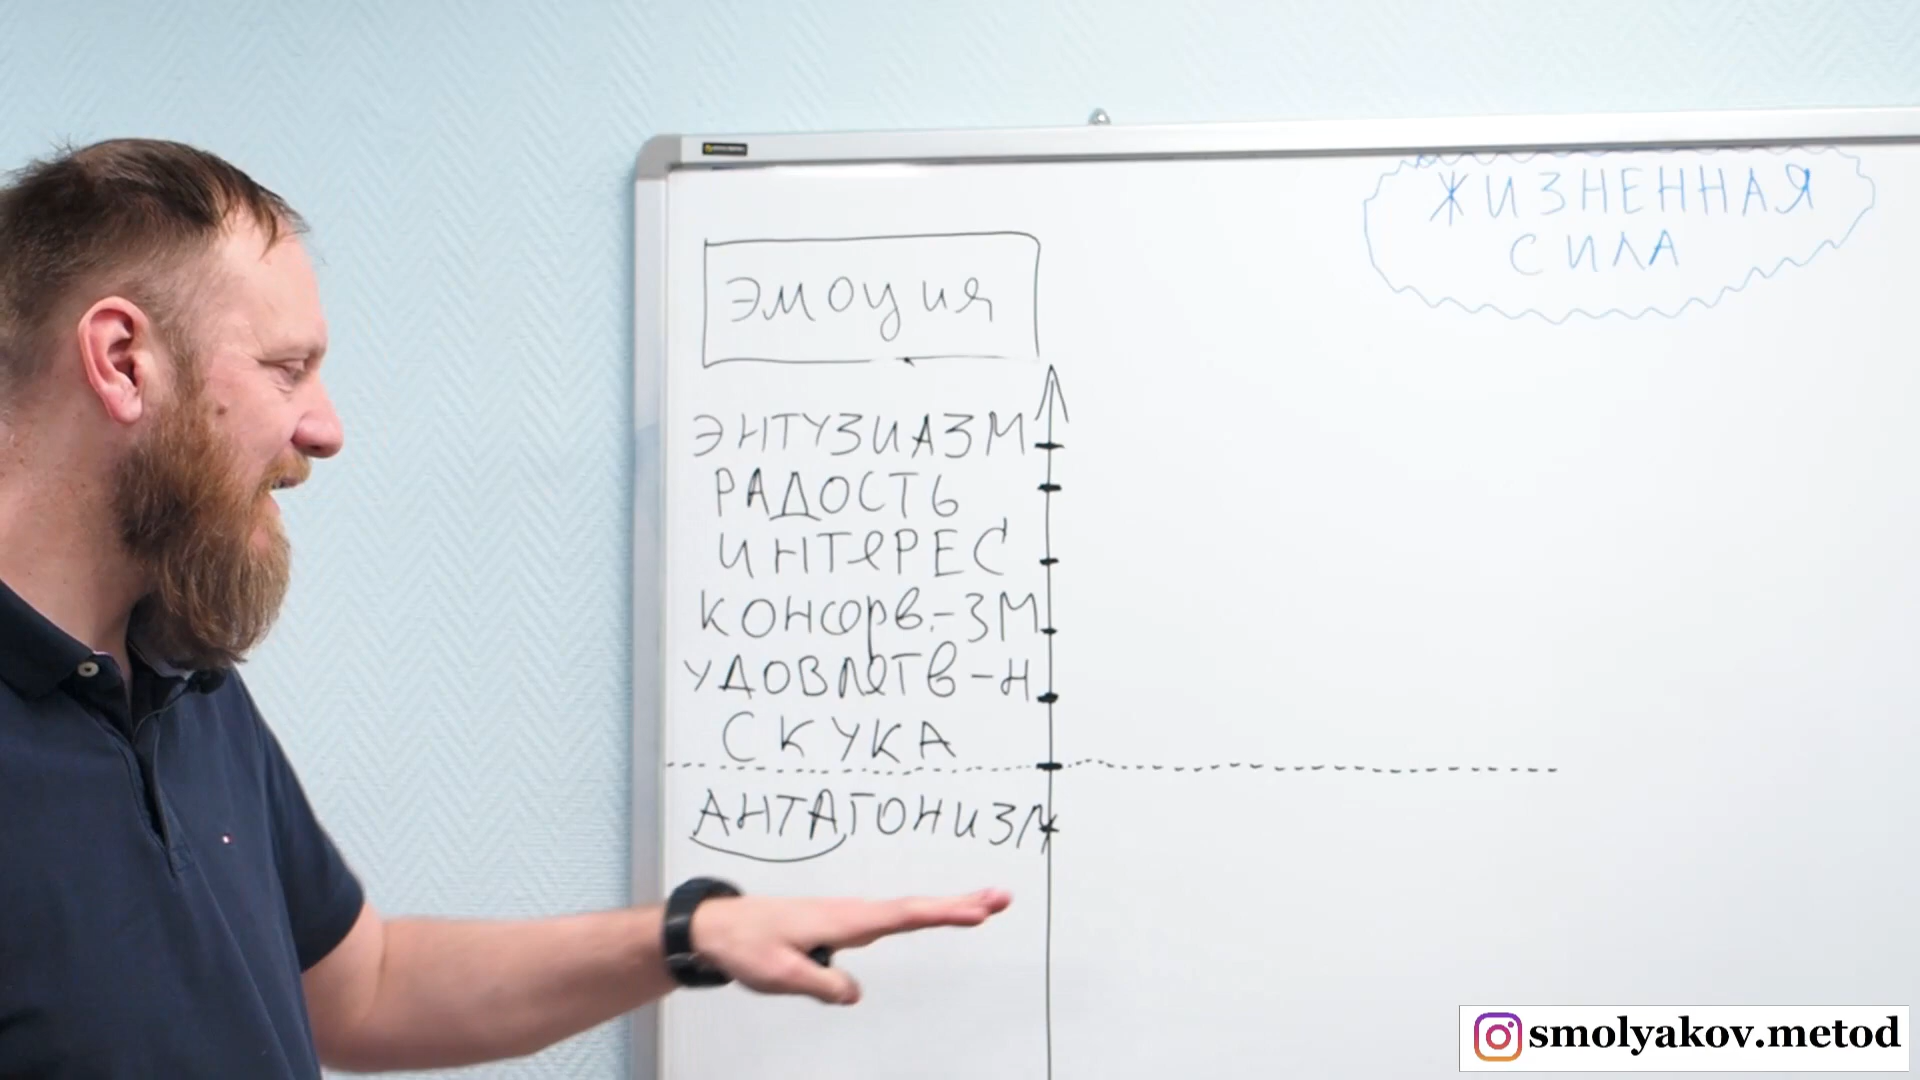 ЖИЗНЕННАЯ
СИЛА
эмоция
ЭНТУЗИАЗМ
РАДОСТЬ
ИНТЕРЕС
КОНСЕРВ.-ЗМ
УДОВЛЕТВ-Н
СКУКА
АНТАГОНИЗМ
smolyakov.metod